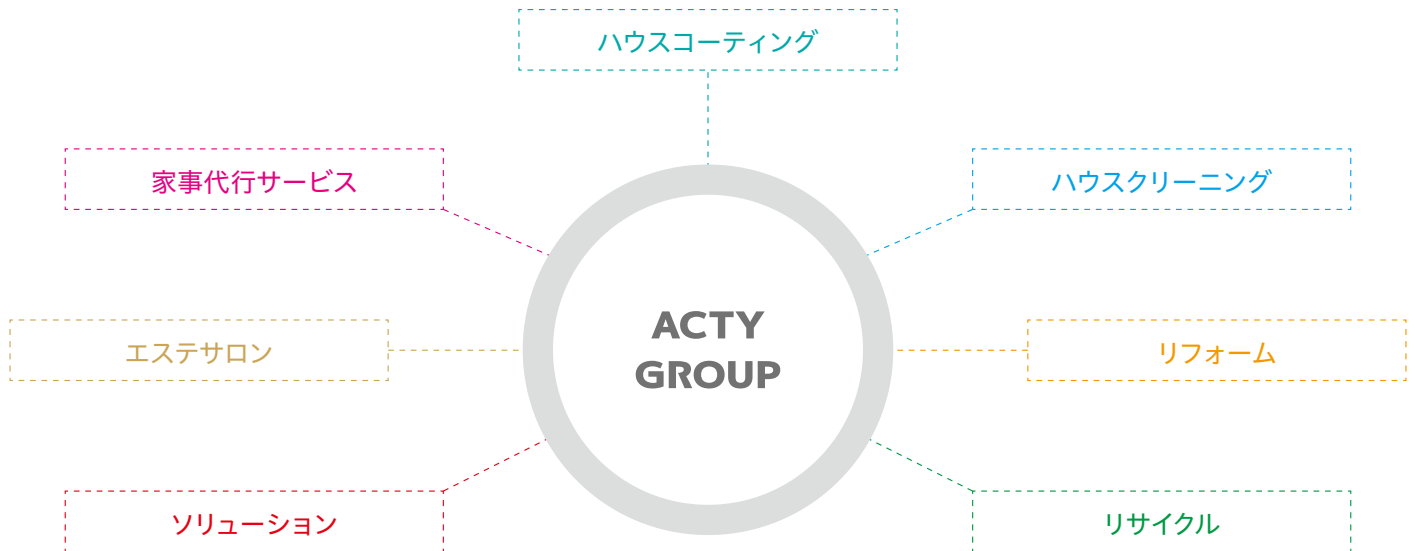 ハウスコーティング
家事代行サービス
ハウスクリーニング
ACTY
GROUP
エステサロン
リフォーム
ソリューション
リサイクル